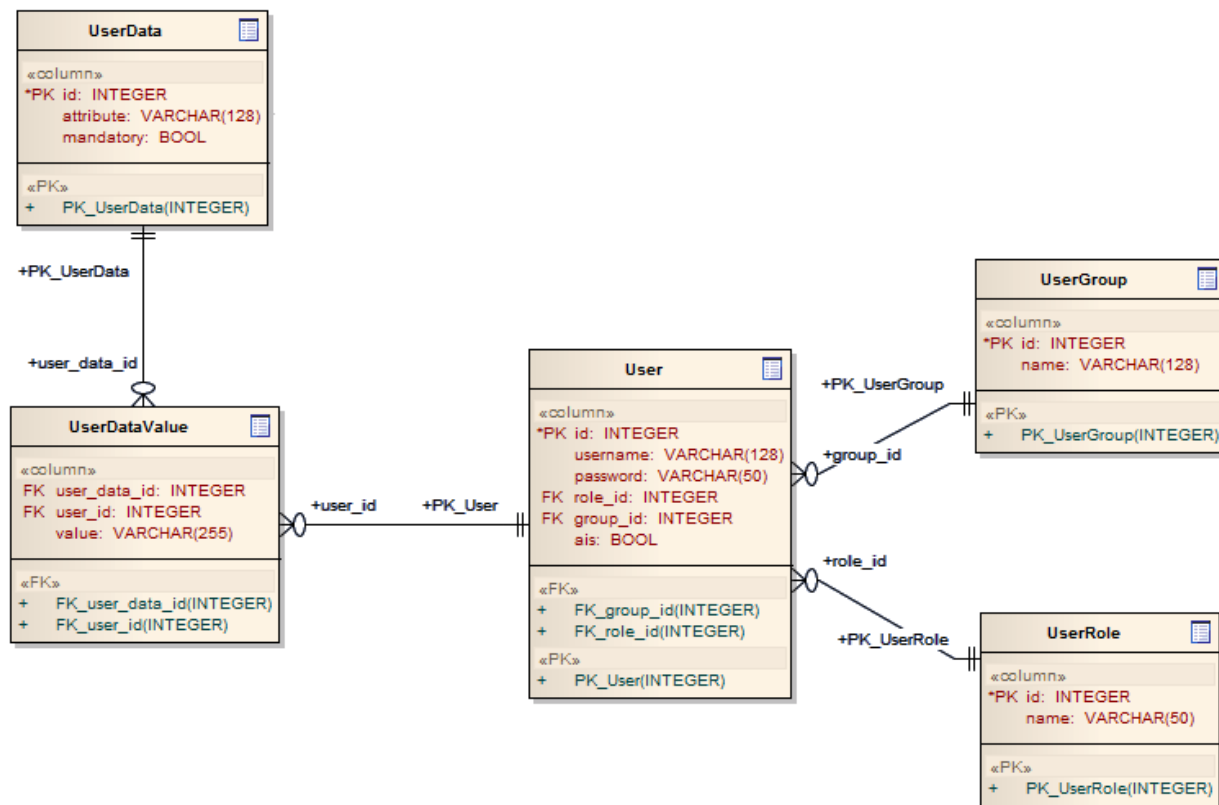 UserData
«column»
*PK id: INTEGER
attribute: VARCHAR(128)
mandatory: BOOL
«PK»
+ PK_UserData(INTEGER)
+PK_UserData
+user_data_id
UserDataValue
«column»
FK user_data_id: INTEGER
FK user_id: INTEGER
value: VARCHAR(255)
«FK»
+ FK_user_data_id(INTEGER)
+ FK_user_id(INTEGER)
+user_id
+PK_User
User
«column»
*PK id: INTEGER
username: VARCHAR(128)
password: VARCHAR(50)
FK role_id: INTEGER
FK group_id: INTEGER
ais: BOOL
«FK»
+ FK_group_id(INTEGER)
+ FK_role_id(INTEGER)
«PK»
+ PK_User(INTEGER)
+PK_UserGroup
+group_id
UserGroup
«column»
*PK id: INTEGER
name: VARCHAR(128)
«PK»
+ PK_UserGroup(INTEGER)
+role_id
+PK_UserRole
UserRole
«column»
*PK id: INTEGER
name: VARCHAR(50)
«PK»
+ PK_UserRole(INTEGER)